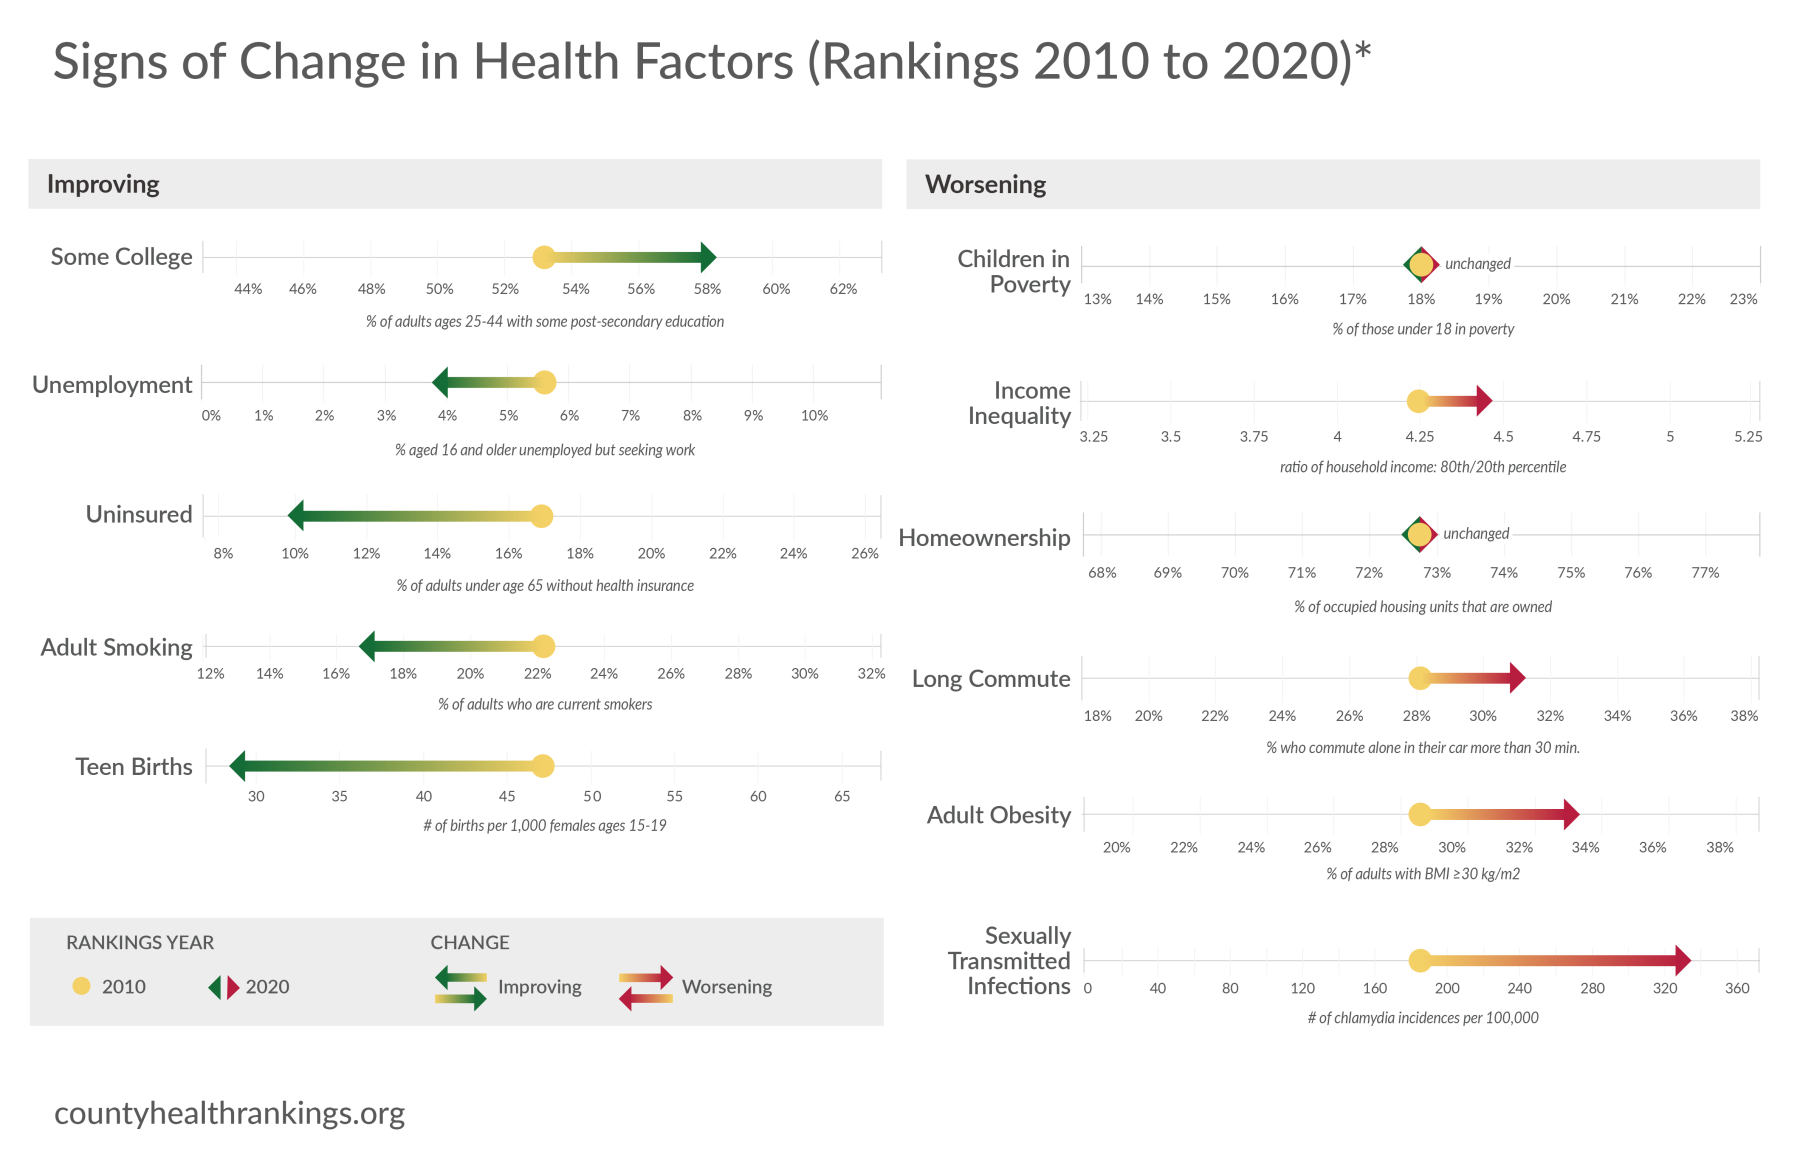 Signs of Change in Health Factors (Rankings 2010 to 2020)*
Improving
Some College
44% 46% 48% 50% 52% 54% 56% 58% 60% 62%
% of adults ages 25-44 with some post-secondary education
Unemployment
0% 1% 2% 3% 4% 5% 6% 7% 8% 9% 10%
% aged 16 and older unemployed but seeking work
Uninsured
8% 10% 12% 14% 16% 18% 20% 22% 24% 26%
% of adults under age 65 without health insurance
Adult Smoking
12% 14% 16% 18% 20% 22% 24% 26% 28% 30% 32%
% of adults who are current smokers
Teen Births
30 35 40 45 50 55 60 65
# of births per 1,000 females ages 15-19
RANKINGS YEAR
2010 2020
CHANGE
Improving Worsening
Worsening
Children in
Poverty
unchanged
13% 14% 15% 16% 17% 18% 19% 20% 21% 22% 23%
% of those under 18 in poverty
Income
Inequality
3.25 3.5 3.75 4 4.25 4.5 4.75 5 5.25
ratio of household income: 80th/20th percentile
Homeownership
unchanged
68% 69% 70% 71% 72% 73% 74% 75% 76% 77%
% of occupied housing units that are owned
Long Commute
18% 20% 22% 24% 26% 28% 30% 32% 34% 36% 38%
% who commute alone in their car more than 30 min.
Adult Obesity
20% 22% 24% 26% 28% 30% 32% 34% 36% 38%
% of adults with BMI ≥30 kg/m2
Sexually
Transmitted
Infections
0 40 80 120 160 200 240 280 320 360
# of chlamydia incidences per 100,000
countyhealthrankings.org